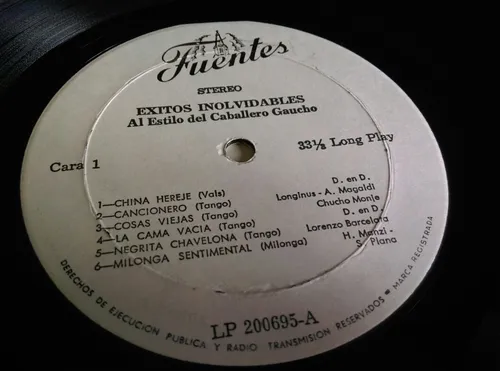 Fuentes
STEREO
EXITOS INOLVIDABLES
Al Estilo del Caballero Gaucho
Cara 1
33⅓ Long Play
1—CHINA HEREJE (Vals) D. en D.
2—CANCIONERO (Tango) Longinus - A. Magaldi
3—COSAS VIEJAS (Tango) Chucho Monje
4—LA CAMA VACIA (Tango) D. en D.
5—NEGRITA CHAVELONA (Tango) Lorenzo Barcelata
6—MILONGA SENTIMENTAL (Milonga) H. Manzi -
S. Piana
LP 200695-A
DERECHOS DE EJECUCION PUBLICA Y RADIO TRANSMISION RESERVADOS — MARCA REGISTRADA